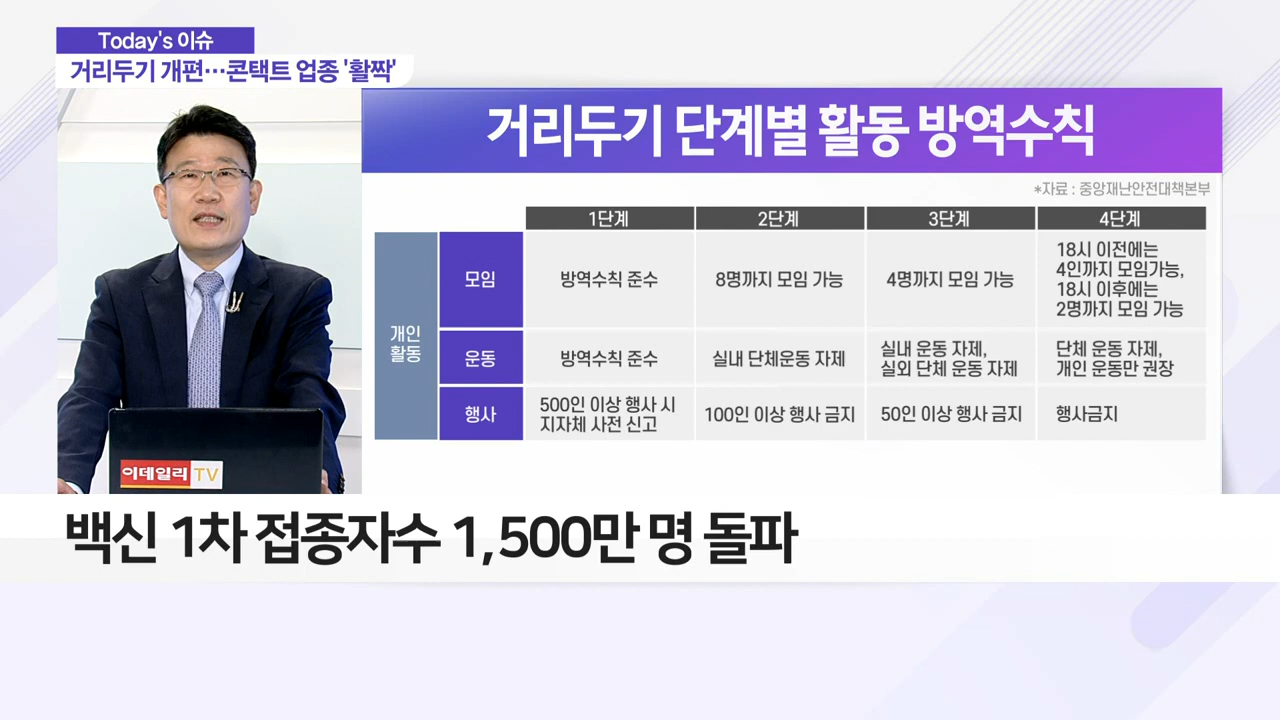 Today's 이슈
거리두기 개편…콘택트 업종 '활짝'
거리두기 단계별 활동 방역수칙
*자료 : 중앙재난안전대책본부
1단계 2단계 3단계 4단계
개인
활동
모임
방역수칙 준수
8명까지 모임 가능
4명까지 모임 가능
18시 이전에는
4인까지 모임가능,
18시 이후에는
2명까지 모임 가능
운동
방역수칙 준수
실내 단체운동 자제
실내 운동 자제,
실외 단체 운동 자제
단체 운동 자제,
개인 운동만 권장
행사
500인 이상 행사 시
지자체 사전 신고
100인 이상 행사 금지
50인 이상 행사 금지
행사금지
이데일리 TV
백신 1차 접종자수 1,500만 명 돌파